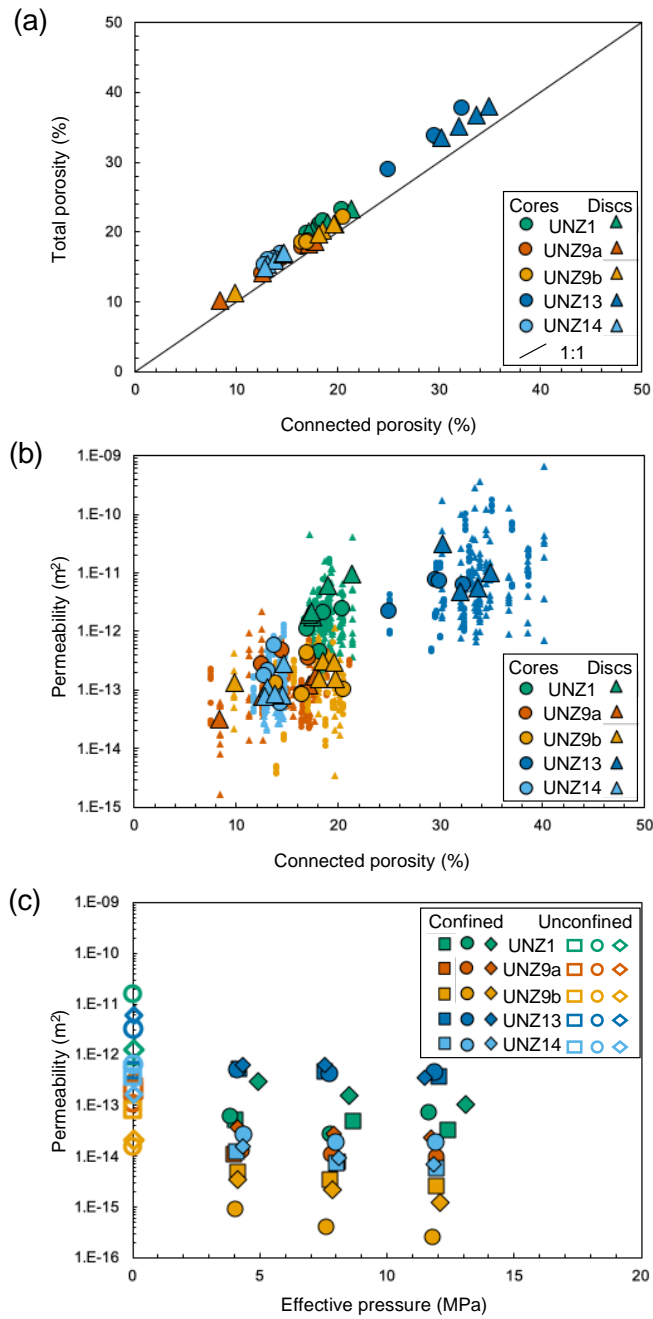 (a)
50
40
30
20
10
0
Total porosity (%)
Cores Discs
UNZ1
UNZ9a
UNZ9b
UNZ13
UNZ14
1:1
0 10 20 30 40 50
Connected porosity (%)
(b)
1.E-09
1.E-10
1.E-11
1.E-12
1.E-13
1.E-14
1.E-15
Permeability (m²)
Cores Discs
UNZ1
UNZ9a
UNZ9b
UNZ13
UNZ14
0 10 20 30 40 50
Connected porosity (%)
(c)
1.E-09
1.E-10
1.E-11
1.E-12
1.E-13
1.E-14
1.E-15
1.E-16
Permeability (m²)
Confined Unconfined
UNZ1
UNZ9a
UNZ9b
UNZ13
UNZ14
0 5 10 15 20
Effective pressure (MPa)